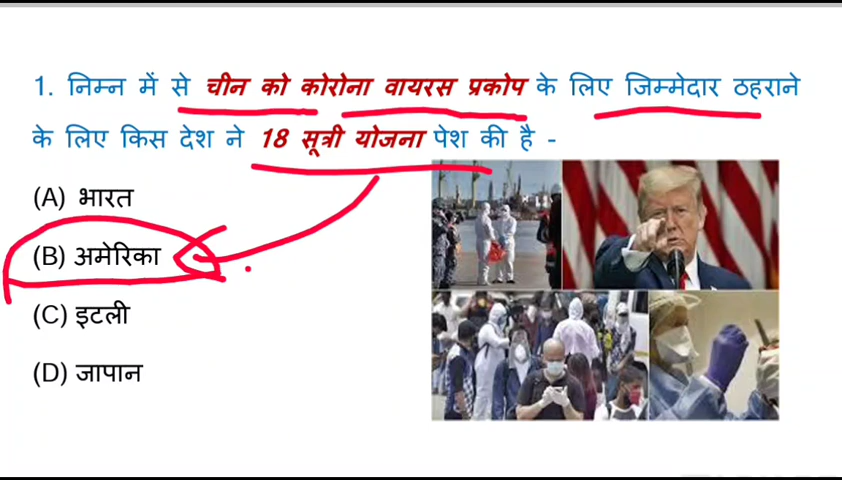 1. निम्न में से चीन को कोरोना वायरस प्रकोप के लिए जिम्मेदार ठहराने
के लिए किस देश ने 18 सूत्री योजना पेश की है -
(A) भारत
(B) अमेरिका
(C) इटली
(D) जापान